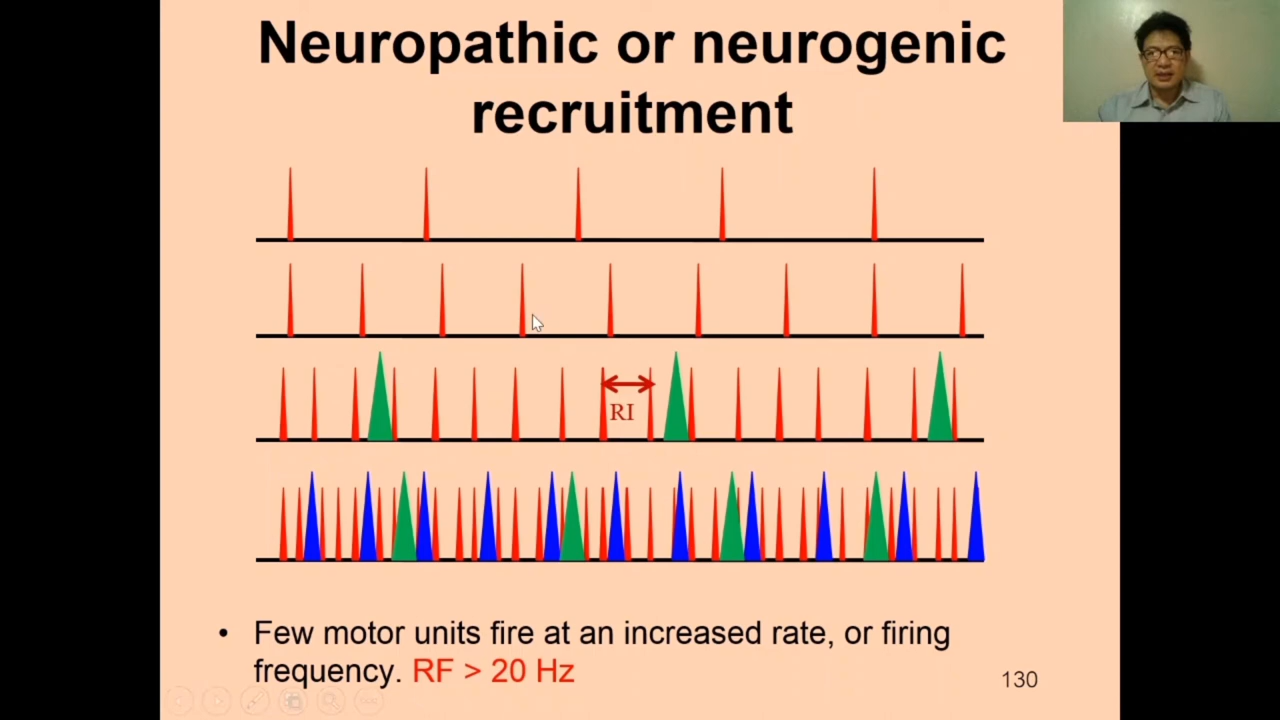 Neuropathic or neurogenic
recruitment
RI
• Few motor units fire at an increased rate, or firing
frequency. RF > 20 Hz
130